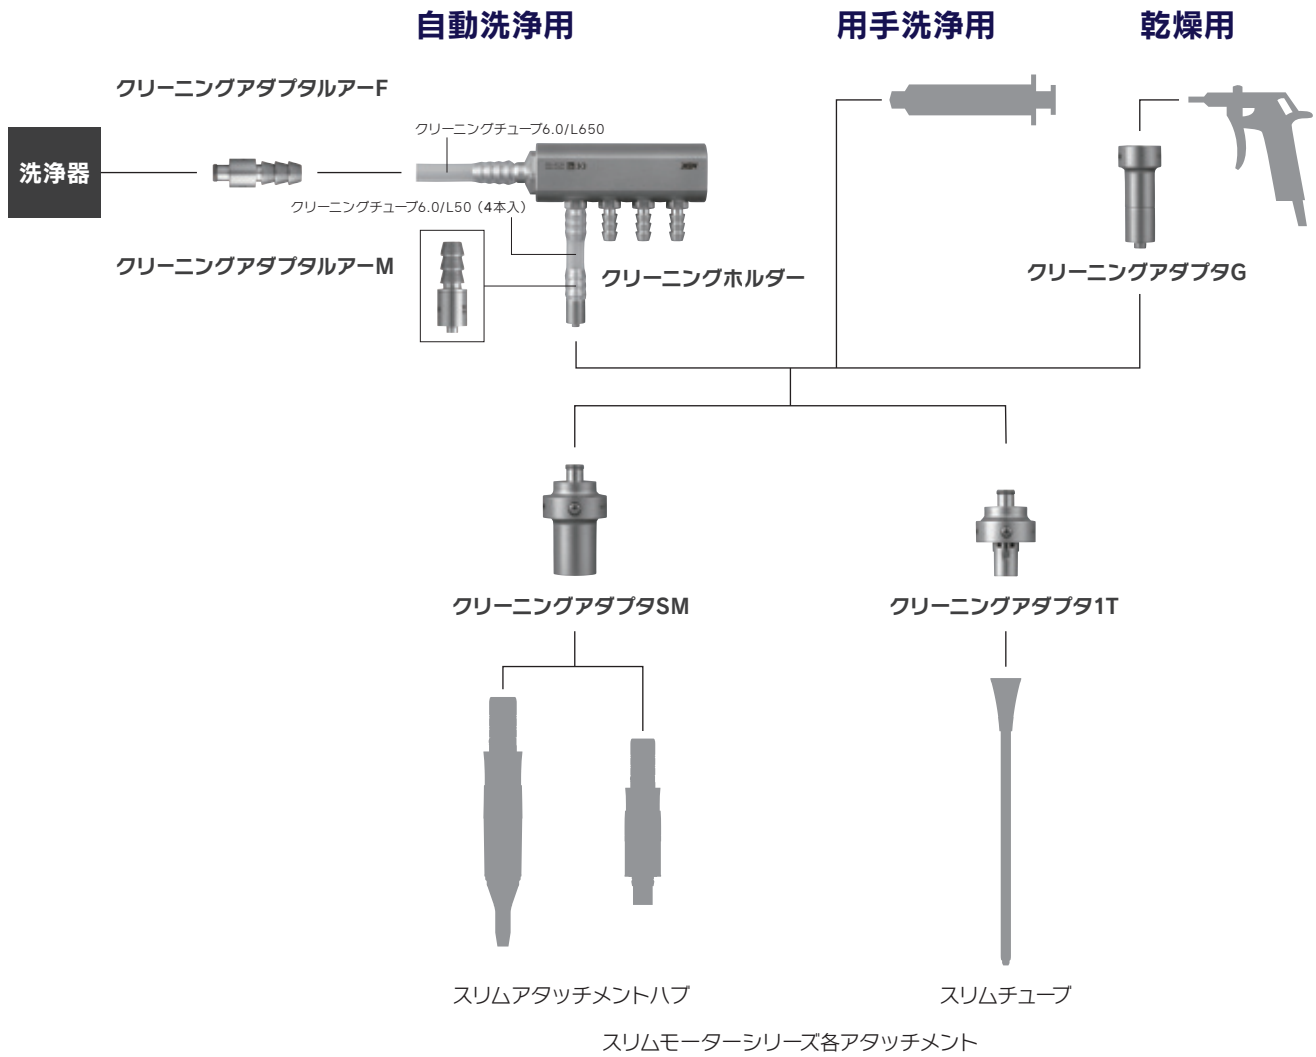 自動洗浄用
用手洗浄用
乾燥用
クリーニングアダプタルアーF
クリーニングチューブ6.0/L650
洗浄器
クリーニングチューブ6.0/L50（4本入）
クリーニングアダプタルアーM
クリーニングホルダー
クリーニングアダプタG
クリーニングアダプタSM
クリーニングアダプタ1T
スリムアタッチメントハブ
スリムチューブ
スリムモーターシリーズ各アタッチメント